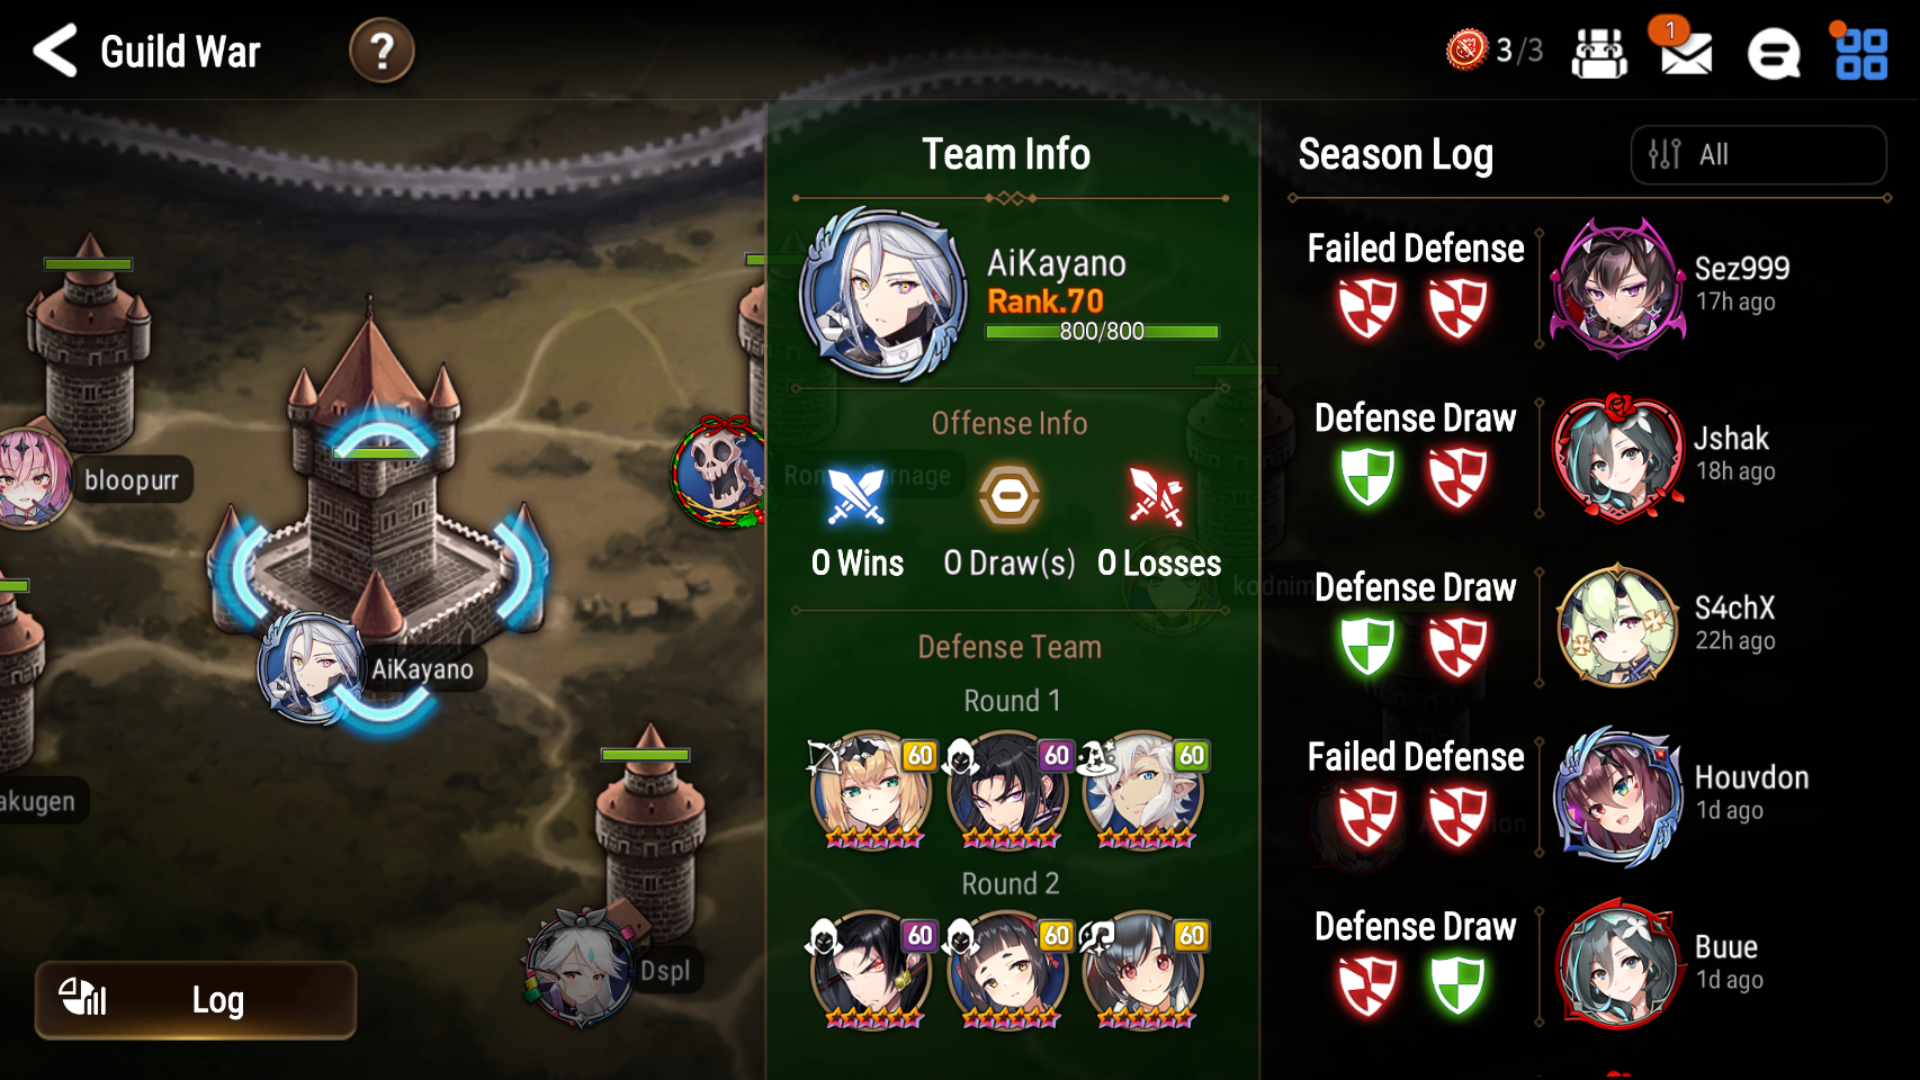 Guild War
?
3/3
1
bloopurr
AiKayano
akugen
Dspl
Log
Team Info
AiKayano
Rank.70
800/800
Offense Info
0 Wins
0 Draw(s)
0 Losses
kodnim
Defense Team
Round 1
60
60
60
Round 2
60
60
60
Season Log
All
Failed Defense
Sez999
17h ago
Defense Draw
Jshak
18h ago
Defense Draw
S4chX
22h ago
Failed Defense
Houvdon
1d ago
Defense Draw
Buue
1d ago